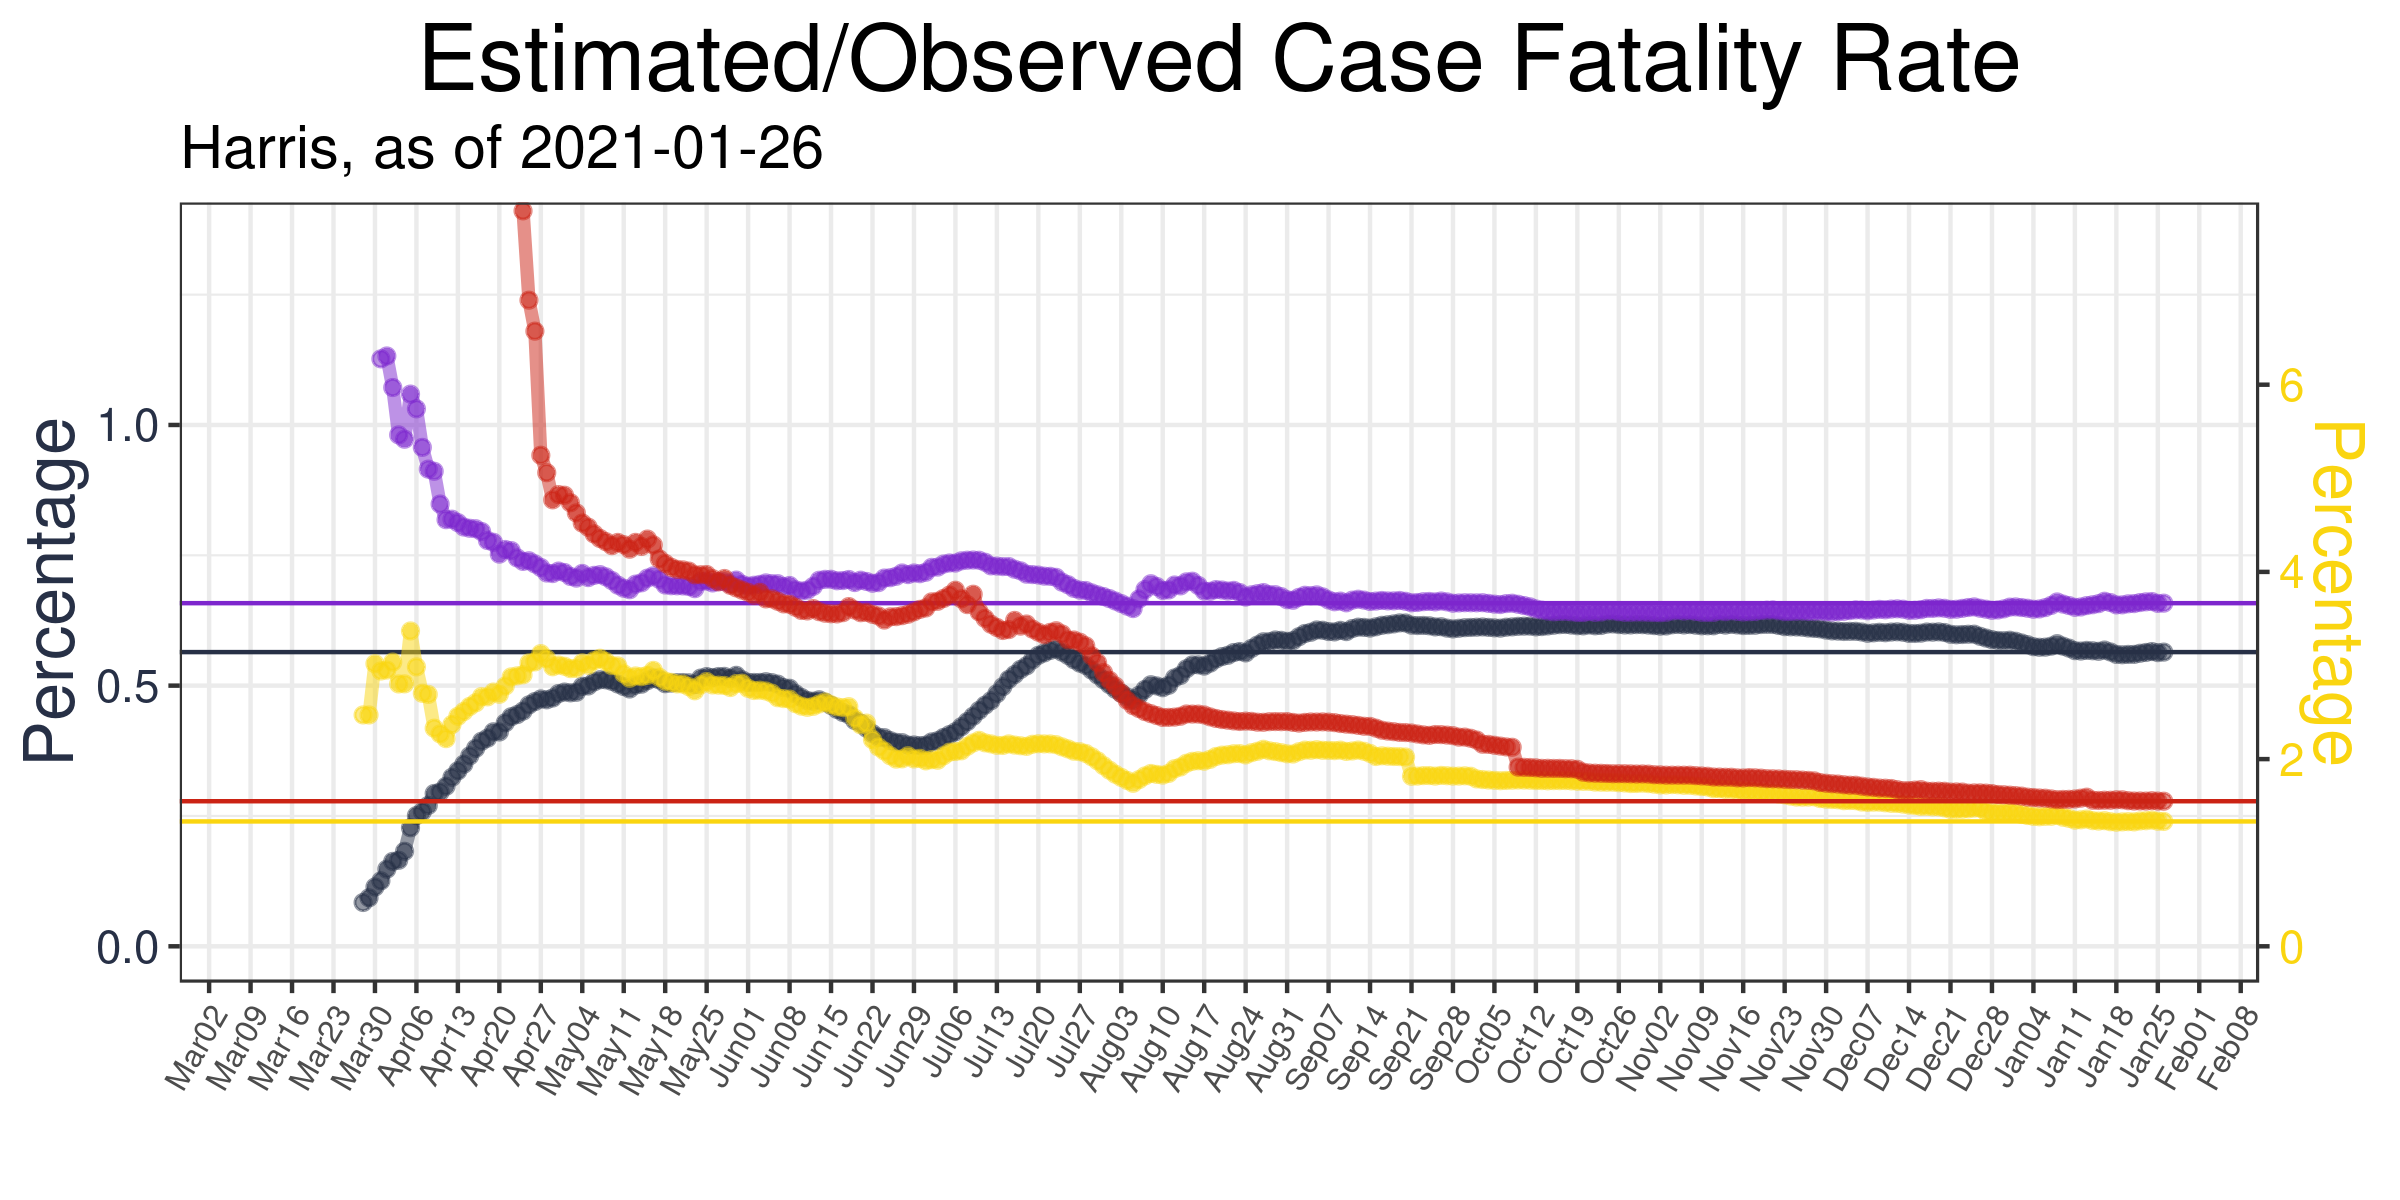 Estimated/Observed Case Fatality Rate
Harris, as of 2021-01-26
Percentage
1.0
0.5
0.0
6
4
2
0
Percentage
Mar02
Mar09
Mar16
Mar23
Mar30
Apr06
Apr13
Apr20
Apr27
May04
May11
May18
May25
Jun01
Jun08
Jun15
Jun22
Jun29
Jul06
Jul13
Jul20
Jul27
Aug03
Aug10
Aug17
Aug24
Aug31
Sep07
Sep14
Sep21
Sep28
Oct05
Oct12
Oct19
Oct26
Nov02
Nov09
Nov16
Nov23
Nov30
Dec07
Dec14
Dec21
Dec28
Jan04
Jan11
Jan18
Jan25
Feb01
Feb08